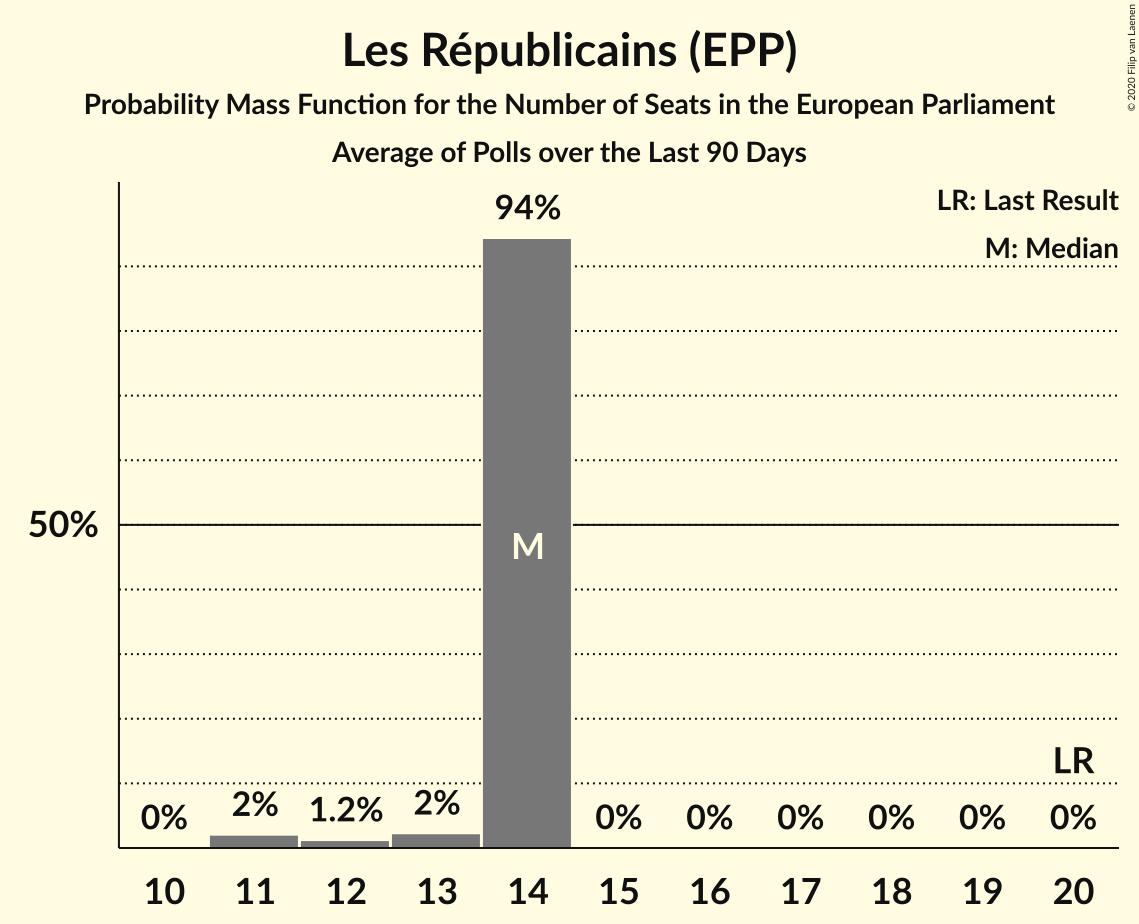 Les Républicains (EPP)
Probability Mass Function for the Number of Seats in the European Parliament
Average of Polls over the Last 90 Days
© 2020 Filip van Laenen
LR: Last Result
M: Median
94%
50%
M
LR
0% 2% 1.2% 2% 0% 0% 0% 0% 0% 0%
10 11 12 13 14 15 16 17 18 19 20